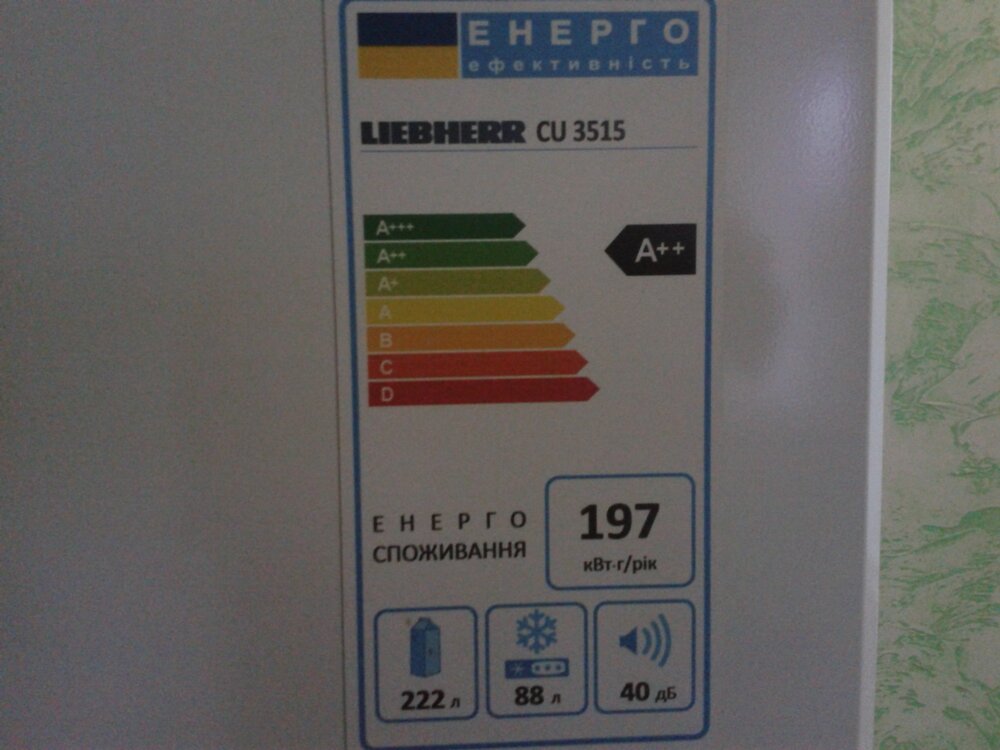 ЕНЕРГО
ефективність
LIEBHERR CU 3515
A+++
A++
A++
A+
A
B
C
D
ЕНЕРГО
СПОЖИВАННЯ
197
кВт·г/рік
222 л
88 л
40 дБ